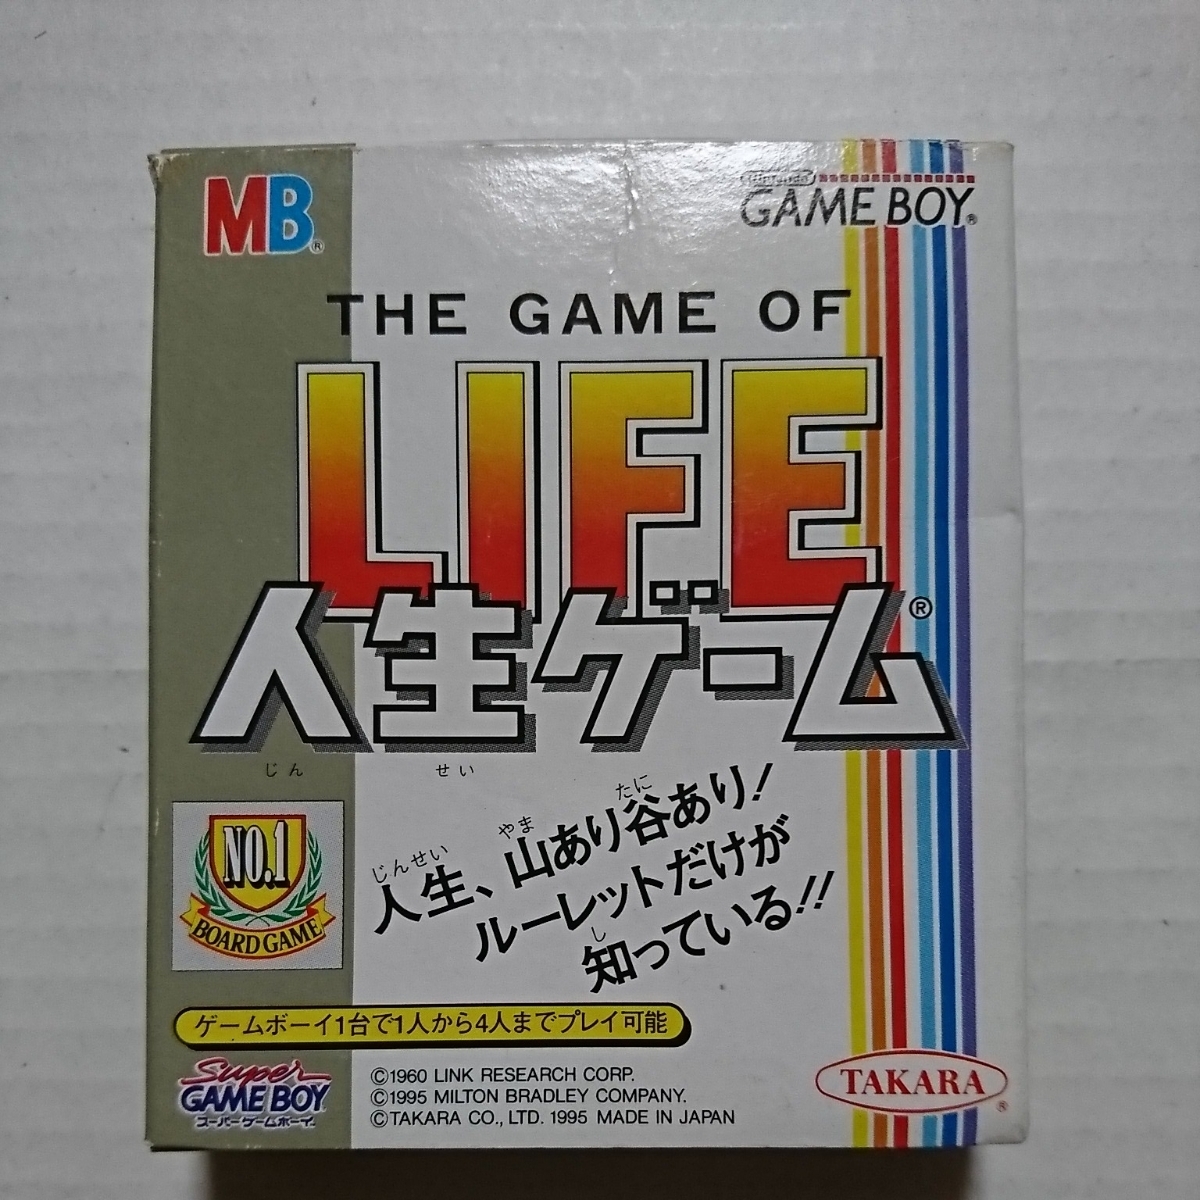 MB®
Nintendo
GAME BOY®
THE GAME OF
LIFE
人生ゲーム®
じん せい
じんせい やま たに
人生、山あり谷あり!
ルーレットだけが
し
知っている!!
NO.1
BOARD GAME
ゲームボーイ1台で1人から4人までプレイ可能
Super
GAME BOY
スーパーゲームボーイ
©1960 LINK RESEARCH CORP.
©1995 MILTON BRADLEY COMPANY.
©TAKARA CO., LTD. 1995 MADE IN JAPAN
TAKARA®